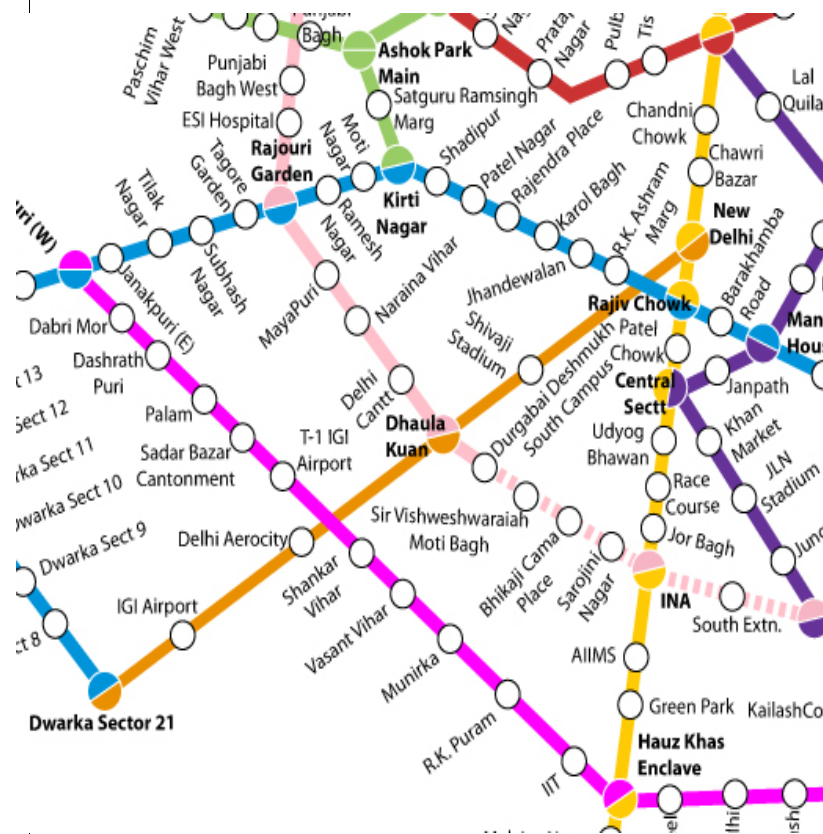 Punjabi
Bagh
Paschim
Vihar West
Punjabi
Bagh West
ESI Hospital
Ashok Park
Main
Satguru Ramsingh
Marg
Nagar
Pulb
Tis
Lal
Quila
Chandni
Chowk
Chawri
Bazar
New
Delhi
Rajouri
Garden
Moti
Nagar
Tagore
Garden
Tilak
Nagar
uri (W)
Kirti
Nagar
Shadipur
Patel Nagar
Rajendra Place
Karol Bagh
Jhandewalan
R.K. Ashram
Marg
Rajiv Chowk
Barakhamba
Road
Man
Hous
Ramesh
Nagar
Subhash
Nagar
Janakpuri (E)
Dabri Mor
Dashrath
Puri
Palam
Sadar Bazar
Cantonment
T-1 IGI
Airport
MayaPuri
Naraina Vihar
Delhi
Cantt
Dhaula
Kuan
Shivaji
Stadium
Durgabai Deshmukh
South Campus
Patel
Chowk
Central
Sectt
Janpath
Khan
Market
JLN
Stadium
Udyog
Bhawan
Race
Course
Jor Bagh
INA
South Extn.
t 13
Sect 12
rka Sect 11
Dwarka Sect 10
Dwarka Sect 9
ct 8
Dwarka Sector 21
IGI Airport
Delhi Aerocity
Shankar
Vihar
Vasant Vihar
Munirka
R.K. Puram
IIT
Sir Vishweshwaraiah
Moti Bagh
Bhikaji Cama
Place
Sarojini
Nagar
AIIMS
Green Park
KailashCo
Hauz Khas
Enclave